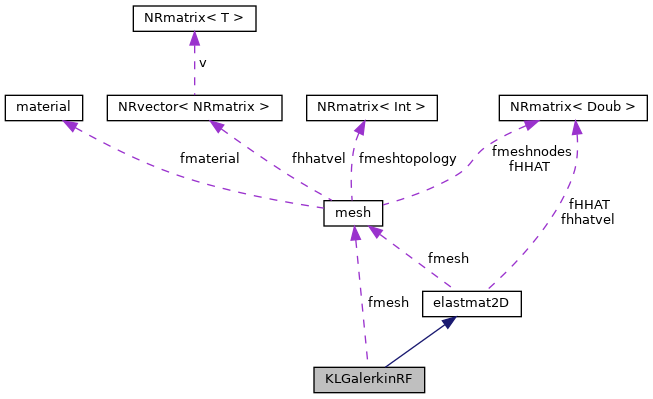 NRmatrix< T >
v
material
NRvector< NRmatrix >
NRmatrix< Int >
NRmatrix< Doub >
fmaterial
fhhatvel
fmeshtopology
fmeshnodes
fHHAT
mesh
fHHAT
fhhatvel
fmesh
fmesh
elastmat2D
KLGalerkinRF